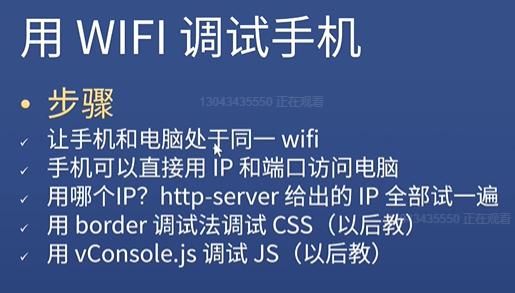 用 WIFI 调试手机
步骤
13043435550 正在观看
让手机和电脑处于同一 wifi
手机可以直接用 IP 和端口访问电脑
用哪个IP？http-server 给出的 IP 全部试一遍
用 border 调试法调试 CSS（以后教）
3435550 正在观看
用 vConsole.js 调试 JS（以后教）